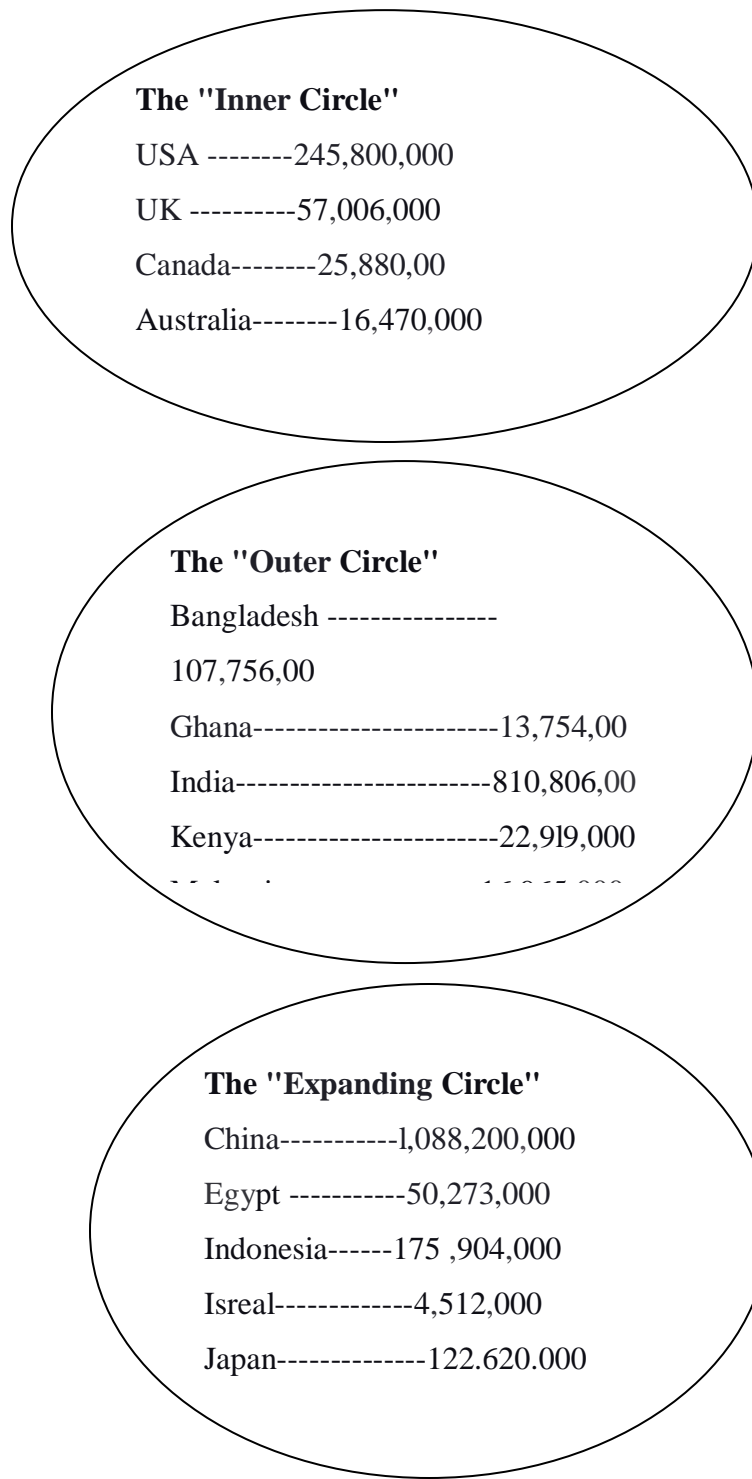 The "Inner Circle"
USA --------245,800,000
UK ----------57,006,000
Canada--------25,880,00
Australia--------16,470,000
The "Outer Circle"
Bangladesh ----------------
107,756,00
Ghana-----------------------13,754,00
India------------------------810,806,00
Kenya-----------------------22,9l9,000
The "Expanding Circle"
China-----------l,088,200,000
Egypt -----------50,273,000
Indonesia------175 ,904,000
Isreal-------------4,512,000
Japan--------------122.620.000